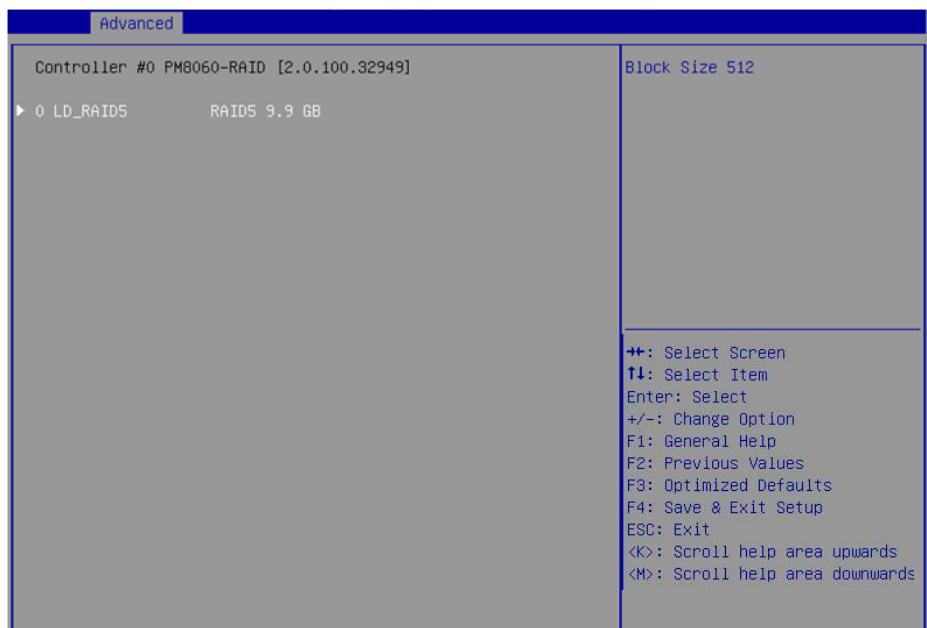 Advanced
Controller #0 PM8060-RAID [2.0.100.32949]
0 LD_RAID5 RAID5 9.9 GB
Block Size 512
→←: Select Screen
↑↓: Select Item
Enter: Select
+/-: Change Option
F1: General Help
F2: Previous Values
F3: Optimized Defaults
F4: Save & Exit Setup
ESC: Exit
<K>: Scroll help area upwards
<M>: Scroll help area downwards